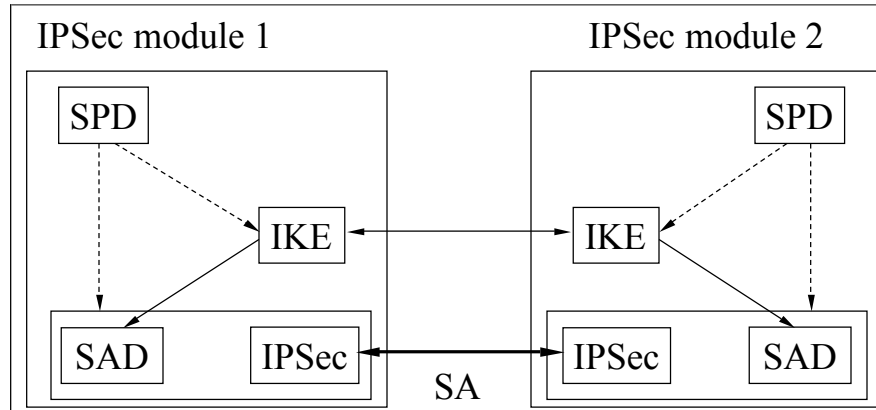 IPSec module 1
IPSec module 2
SPD
SPD
IKE
IKE
SAD
IPSec
IPSec
SAD
SA